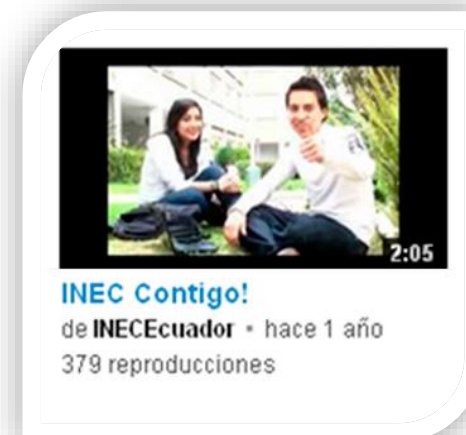 2:05
INEC Contigo!
de INECEcuador • hace 1 año
379 reproducciones